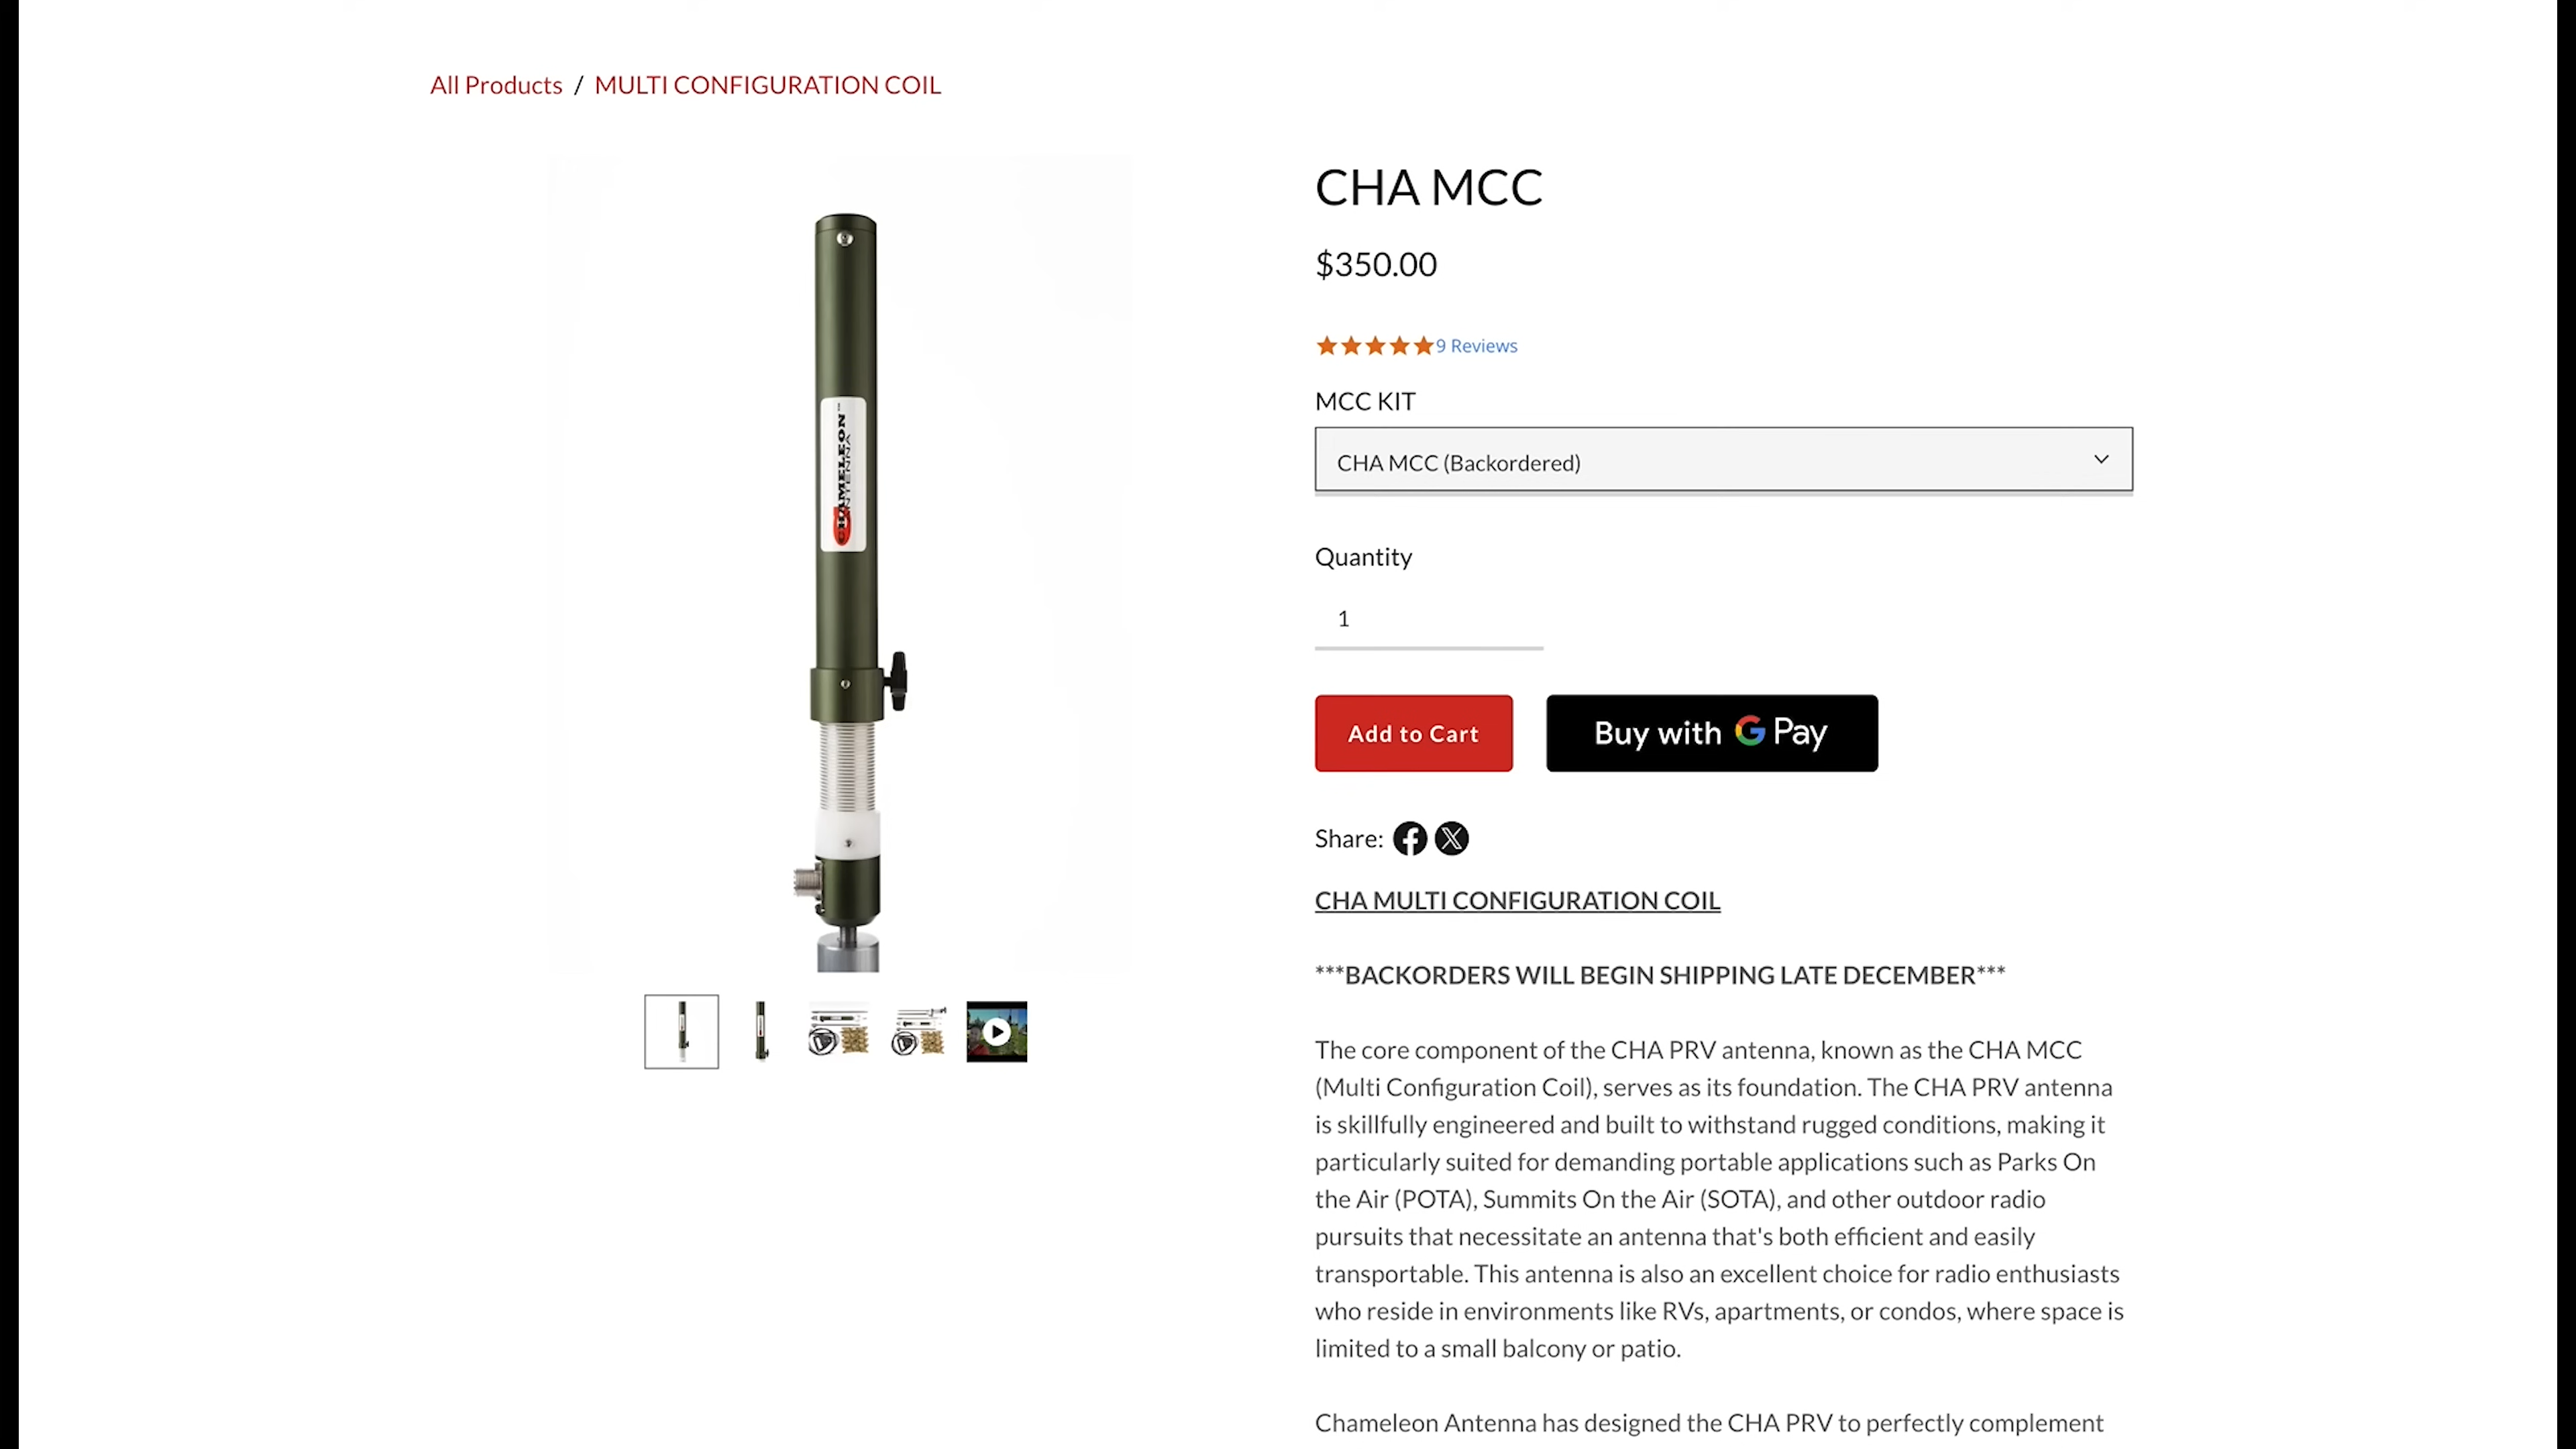 All Products / MULTI CONFIGURATION COIL
CHAMELEON™
ANTENNA
CHA MCC
$350.00
9 Reviews
MCC KIT
CHA MCC (Backordered)
Quantity
1
Add to Cart
Buy with G Pay
Share:
CHA MULTI CONFIGURATION COIL
***BACKORDERS WILL BEGIN SHIPPING LATE DECEMBER***
The core component of the CHA PRV antenna, known as the CHA MCC
(Multi Configuration Coil), serves as its foundation. The CHA PRV antenna
is skillfully engineered and built to withstand rugged conditions, making it
particularly suited for demanding portable applications such as Parks On
the Air (POTA), Summits On the Air (SOTA), and other outdoor radio
pursuits that necessitate an antenna that's both efficient and easily
transportable. This antenna is also an excellent choice for radio enthusiasts
who reside in environments like RVs, apartments, or condos, where space is
limited to a small balcony or patio.
Chameleon Antenna has designed the CHA PRV to perfectly complement